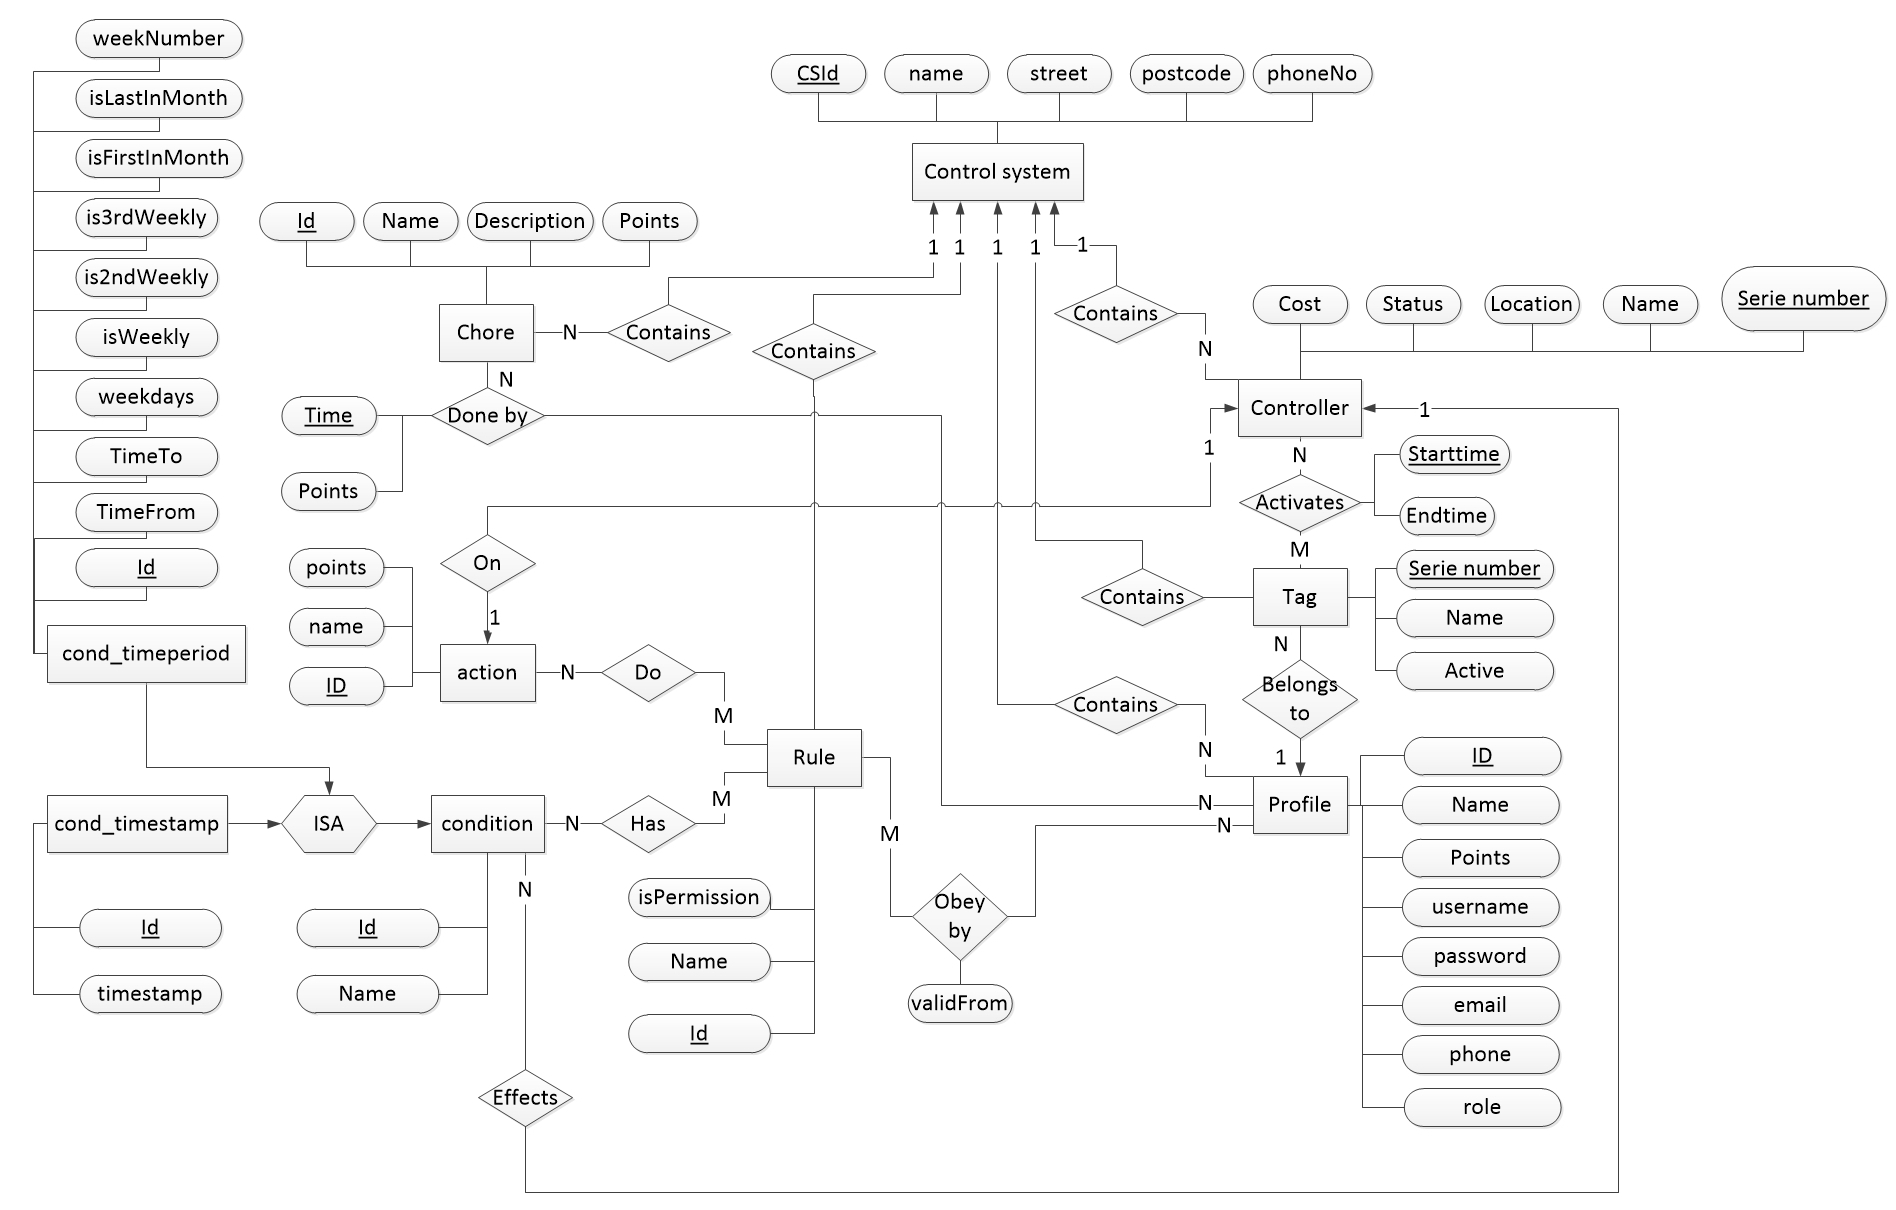 weekNumber
isLastInMonth
isFirstInMonth
is3rdWeekly
is2ndWeekly
isWeekly
weekdays
TimeTo
TimeFrom
Id
cond_timeperiod
CSId
name
street
postcode
phoneNo
Control system
1
1
1
1
1
Id
Name
Description
Points
Chore
N
Contains
Contains
Contains
N
Cost
Status
Location
Name
Serie number
Controller
1
N
Done by
Time
Points
1
N
Activates
Starttime
Endtime
M
On
1
points
name
ID
action
N
Do
M
Contains
Tag
Serie number
Name
Active
N
Belongs
to
1
Contains
N
Rule
Profile
N
N
ID
Name
Points
username
password
email
phone
role
cond_timestamp
ISA
condition
N
Has
M
M
N
Id
timestamp
Id
Name
isPermission
Name
Id
Obey
by
validFrom
Effects